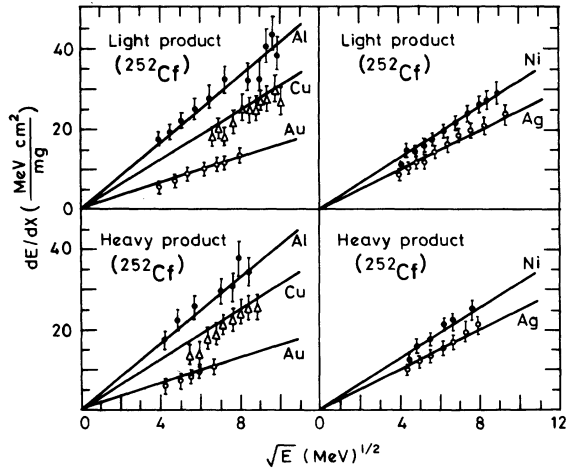 Light product
(²⁵²Cf)
Al
Cu
Au
Light product
(²⁵²Cf)
Ni
Ag
Heavy product
(²⁵²Cf)
Al
Cu
Au
Heavy product
(²⁵²Cf)
Ni
Ag
40
20
0
40
20
0
4
8
0
4
8
12
dE/dX (MeV cm²/mg)
√E (MeV)^1/2